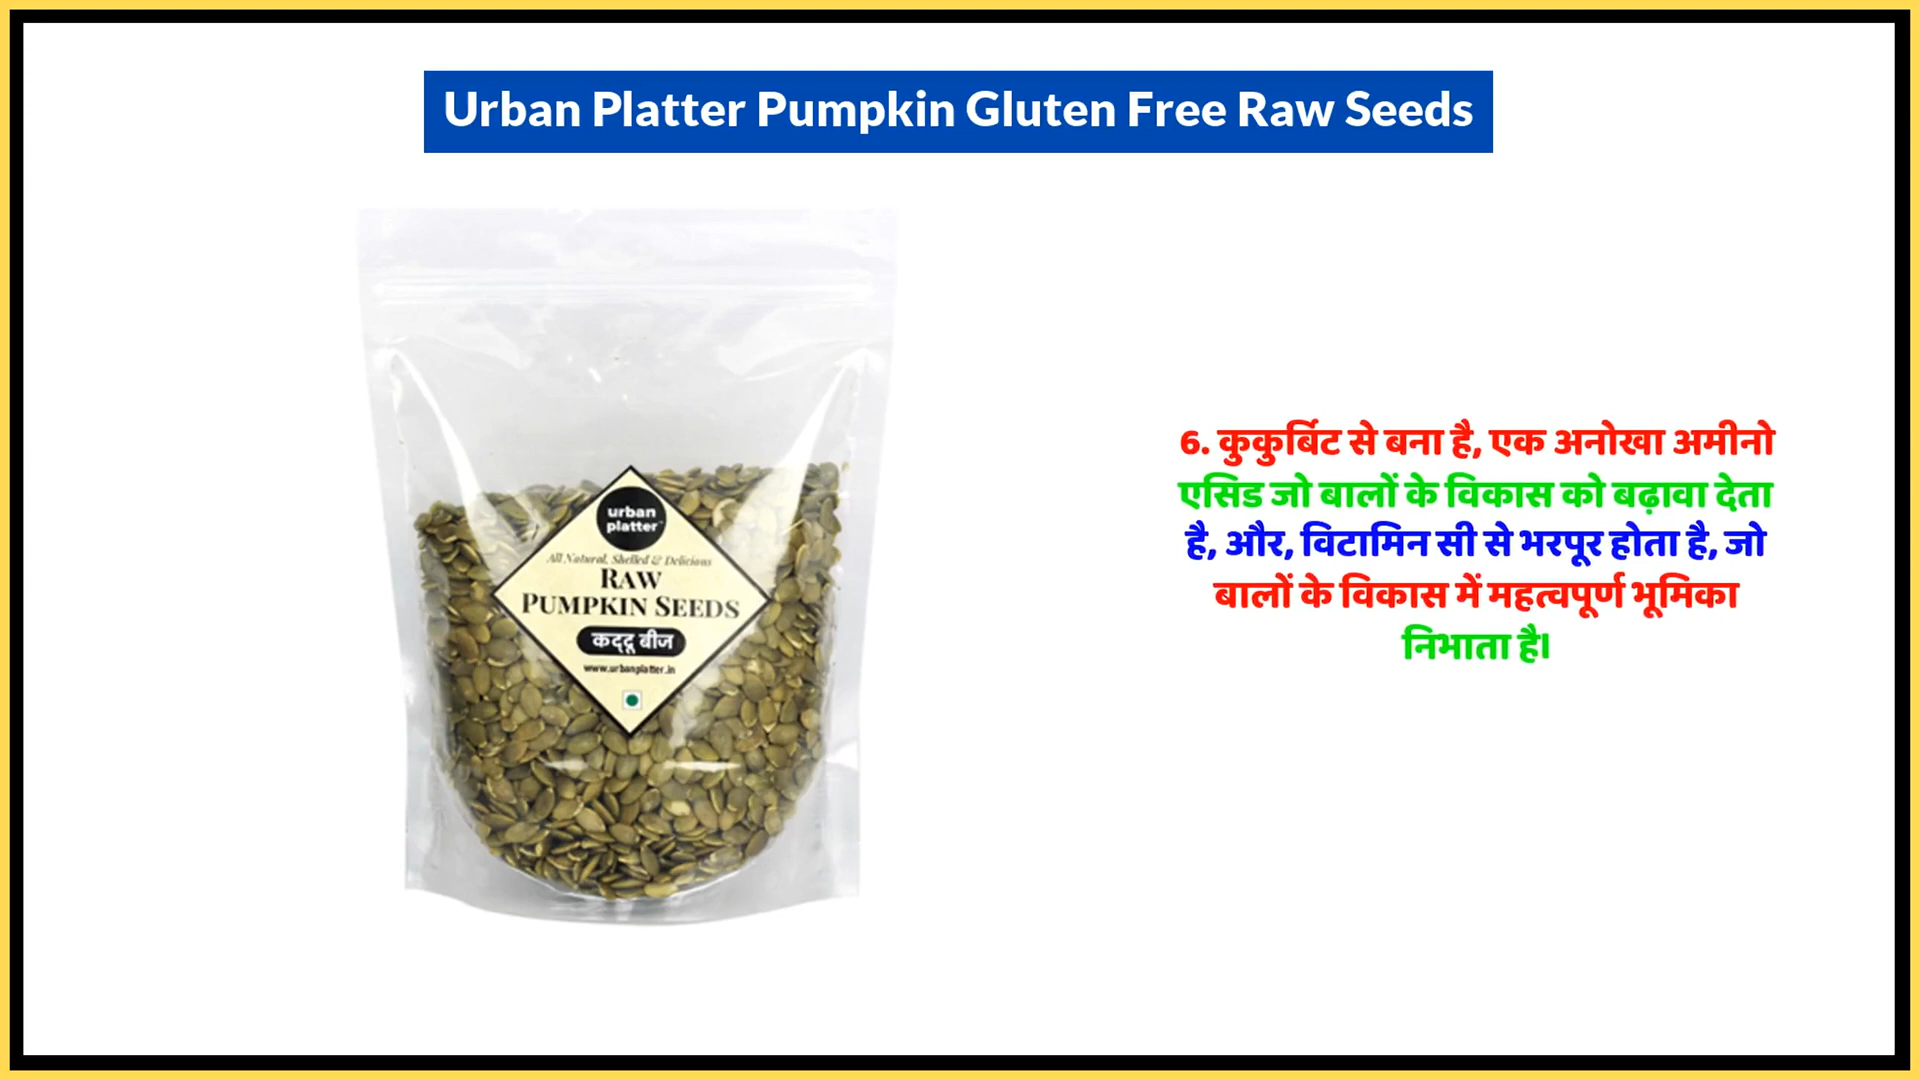 Urban Platter Pumpkin Gluten Free Raw Seeds
urban
platter™
All Natural, Shelled & Delicious
RAW
PUMPKIN SEEDS
कद्दू बीज
www.urbanplatter.in
6. कुकुर्बिट से बना है, एक अनोखा अमीनो
एसिड जो बालों के विकास को बढ़ावा देता
है, और, विटामिन सी से भरपूर होता है, जो
बालों के विकास में महत्वपूर्ण भूमिका
निभाता है।